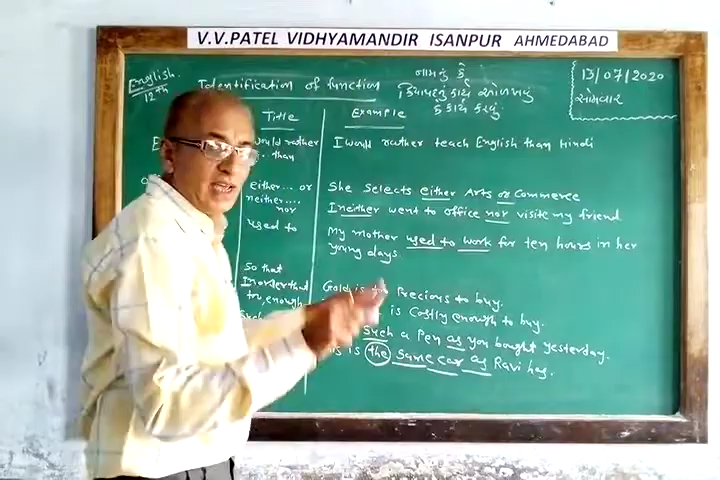 V.V.PATEL VIDHYAMANDIR ISANPUR AHMEDABAD
English.
12th
Identification of function
નામનું કે
ક્રિયાપદનું કાર્ય ઓળખવું
કે કાર્ય કરવું
13/07/2020
સોમવાર
Title
Example
would rather
than
I would rather teach English than Hindi
Either... or
She selects either Arts or Commerce
neither....
nor
I neither went to office nor visite my friend
used to
My mother used to work for ten hours in her
young days
So that
Inorderthat
too, enough
Such
Gold is too Precious to buy.
is Costly enough to buy.
Such a Pen as you bought yesterday.
is the Same car as Ravi has.